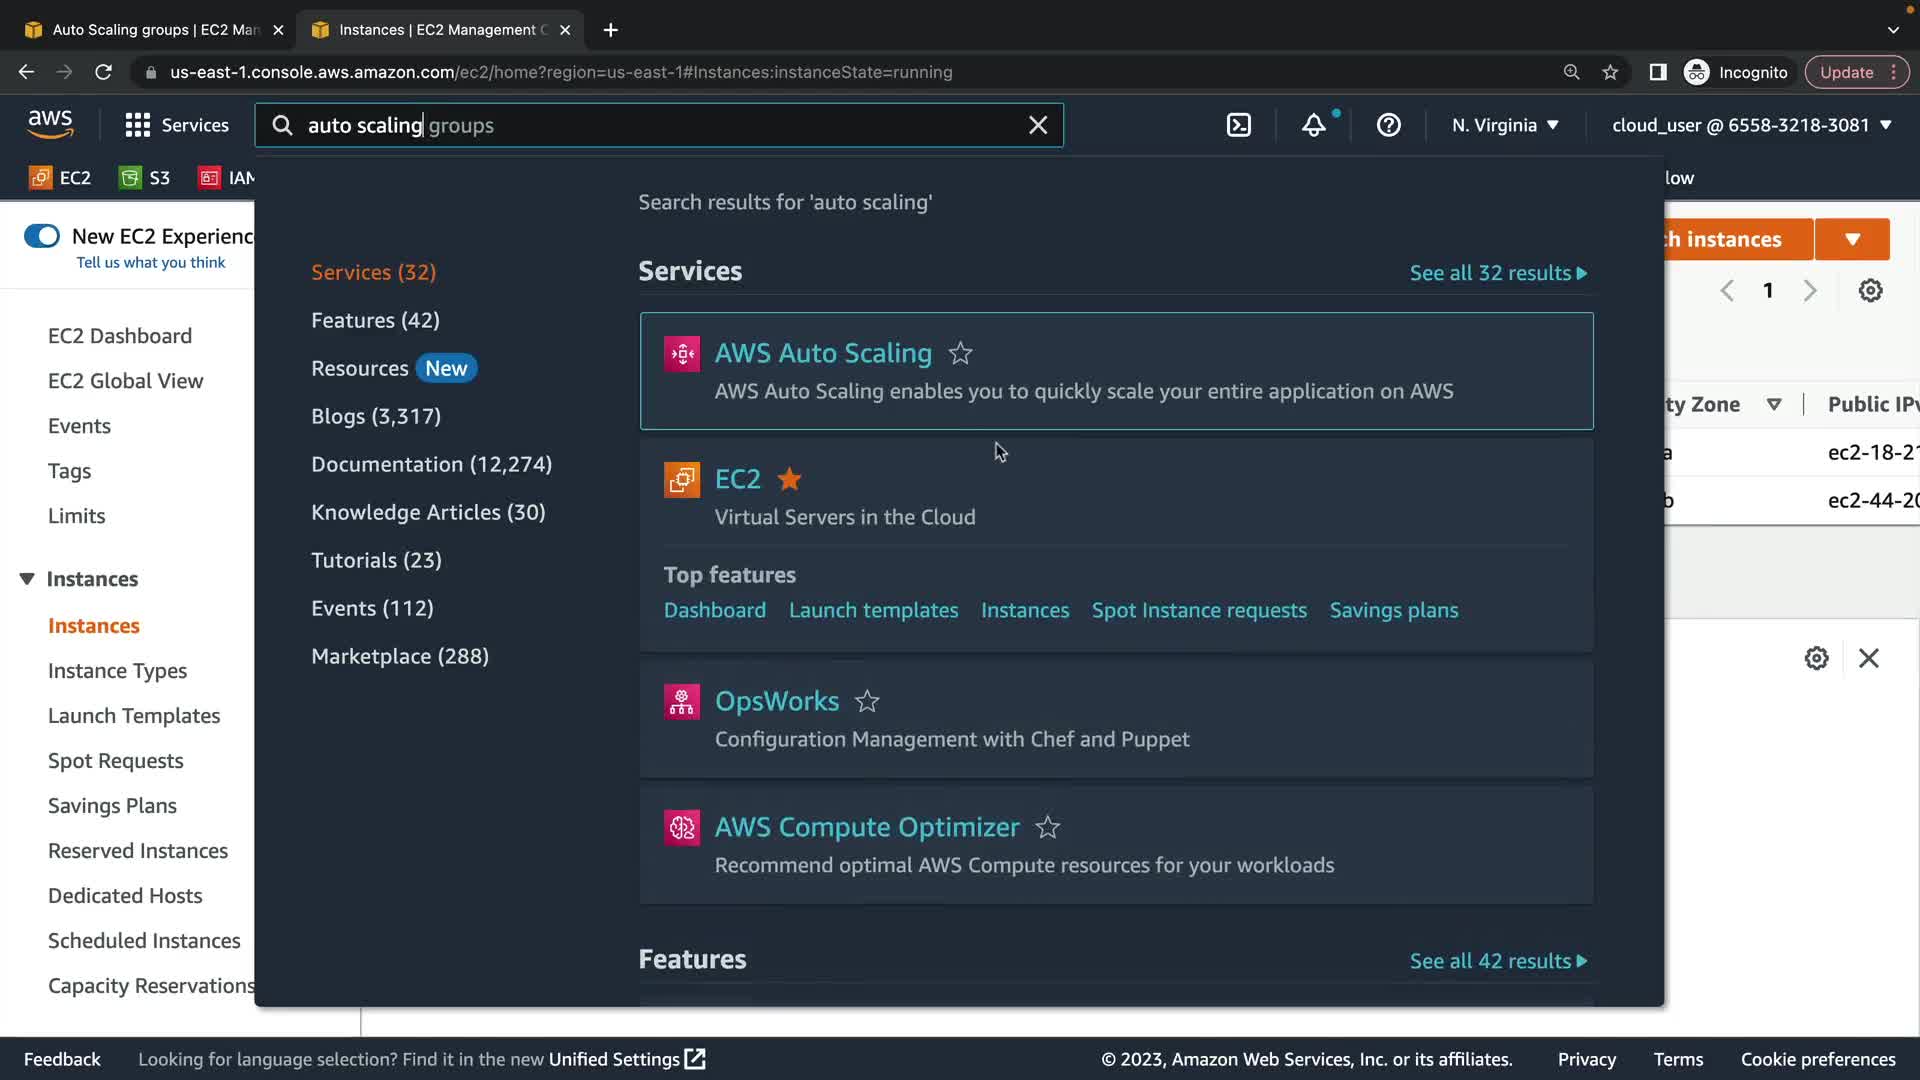 Auto Scaling groups | EC2 Man
Instances | EC2 Management C
us-east-1.console.aws.amazon.com/ec2/home?region=us-east-1#Instances:instanceState=running
Incognito
Update
aws
Services
auto scaling groups
N. Virginia
cloud_user @ 6558-3218-3081
EC2
S3
IAM
low
New EC2 Experienc
Tell us what you think
EC2 Dashboard
EC2 Global View
Events
Tags
Limits
Instances
Instances
Instance Types
Launch Templates
Spot Requests
Savings Plans
Reserved Instances
Dedicated Hosts
Scheduled Instances
Capacity Reservations
Search results for 'auto scaling'
Services (32)
Features (42)
Resources New
Blogs (3,317)
Documentation (12,274)
Knowledge Articles (30)
Tutorials (23)
Events (112)
Marketplace (288)
Services
See all 32 results
AWS Auto Scaling
AWS Auto Scaling enables you to quickly scale your entire application on AWS
EC2
Virtual Servers in the Cloud
Top features
Dashboard Launch templates Instances Spot Instance requests Savings plans
OpsWorks
Configuration Management with Chef and Puppet
AWS Compute Optimizer
Recommend optimal AWS Compute resources for your workloads
Features
See all 42 results
ch instances
1
ty Zone
Public IPv
a
ec2-18-21
b
ec2-44-20
Feedback
Looking for language selection? Find it in the new Unified Settings
© 2023, Amazon Web Services, Inc. or its affiliates.
Privacy
Terms
Cookie preferences